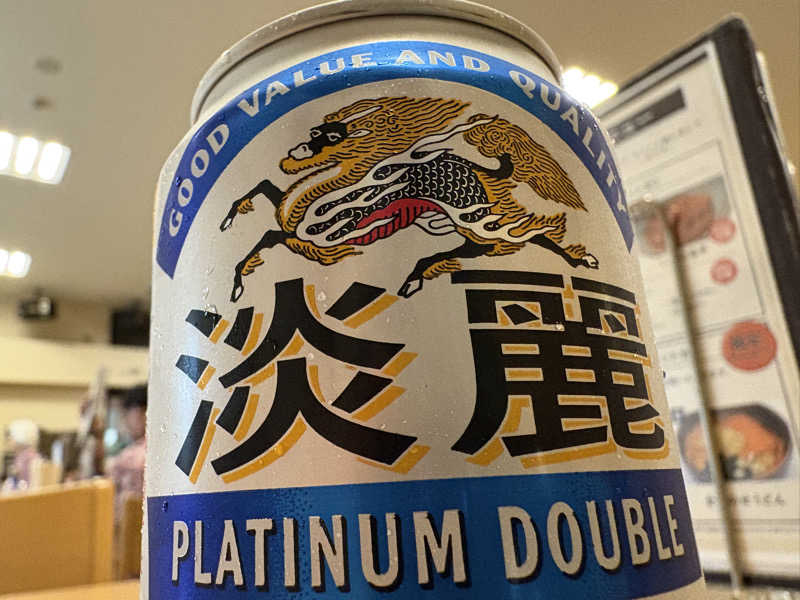 GOOD VALUE AND QUALITY
淡麗
PLATINUM DOUBLE